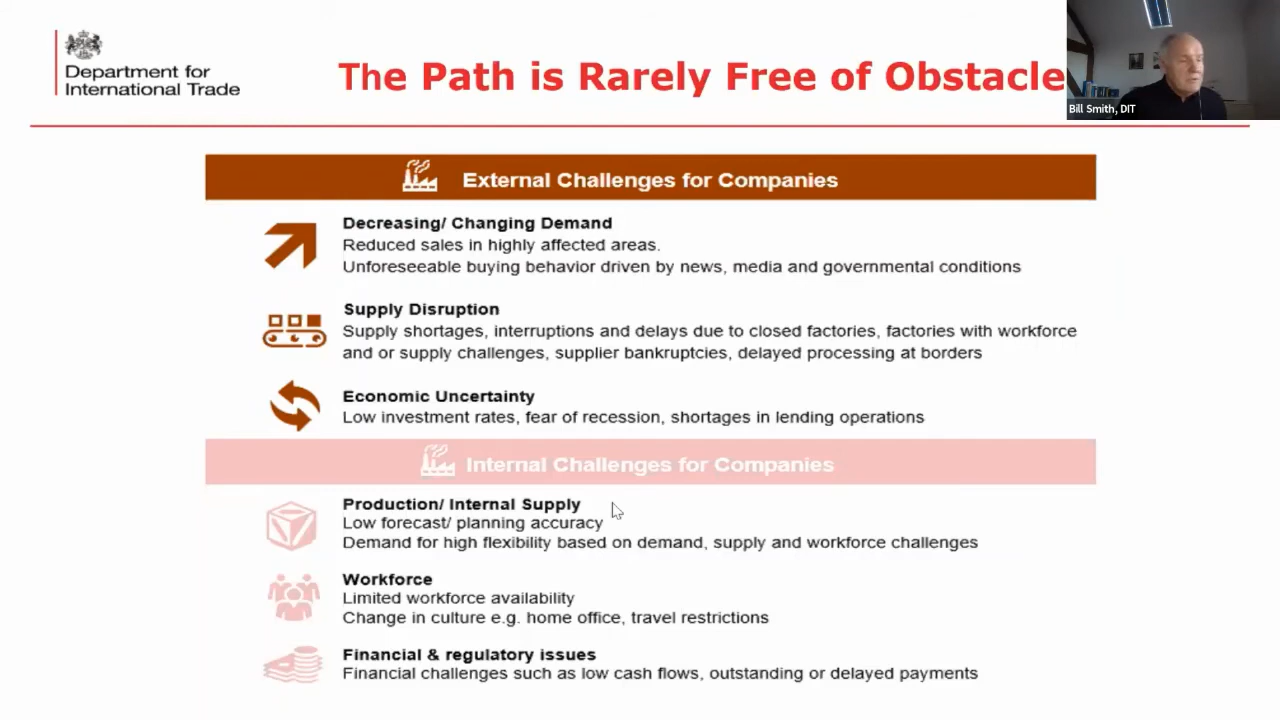 Department for
International Trade
The Path is Rarely Free of Obstacle
Bill Smith, DIT
External Challenges for Companies
Decreasing/ Changing Demand
Reduced sales in highly affected areas.
Unforeseeable buying behavior driven by news, media and governmental conditions
Supply Disruption
Supply shortages, interruptions and delays due to closed factories, factories with workforce
and or supply challenges, supplier bankruptcies, delayed processing at borders
Economic Uncertainty
Low investment rates, fear of recession, shortages in lending operations
Internal Challenges for Companies
Production/ Internal Supply
Low forecast/ planning accuracy
Demand for high flexibility based on demand, supply and workforce challenges
Workforce
Limited workforce availability
Change in culture e.g. home office, travel restrictions
Financial & regulatory issues
Financial challenges such as low cash flows, outstanding or delayed payments